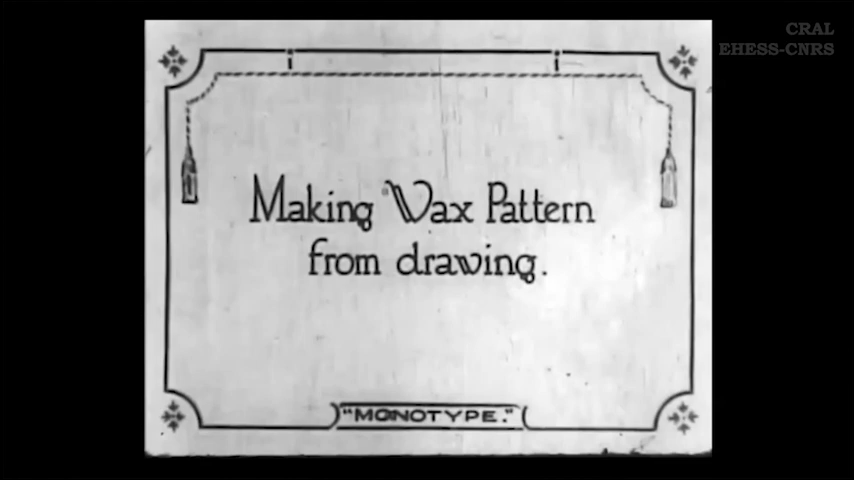 CRAL
EHESS-CNRS
Making Wax Pattern
from drawing.
"MONOTYPE."